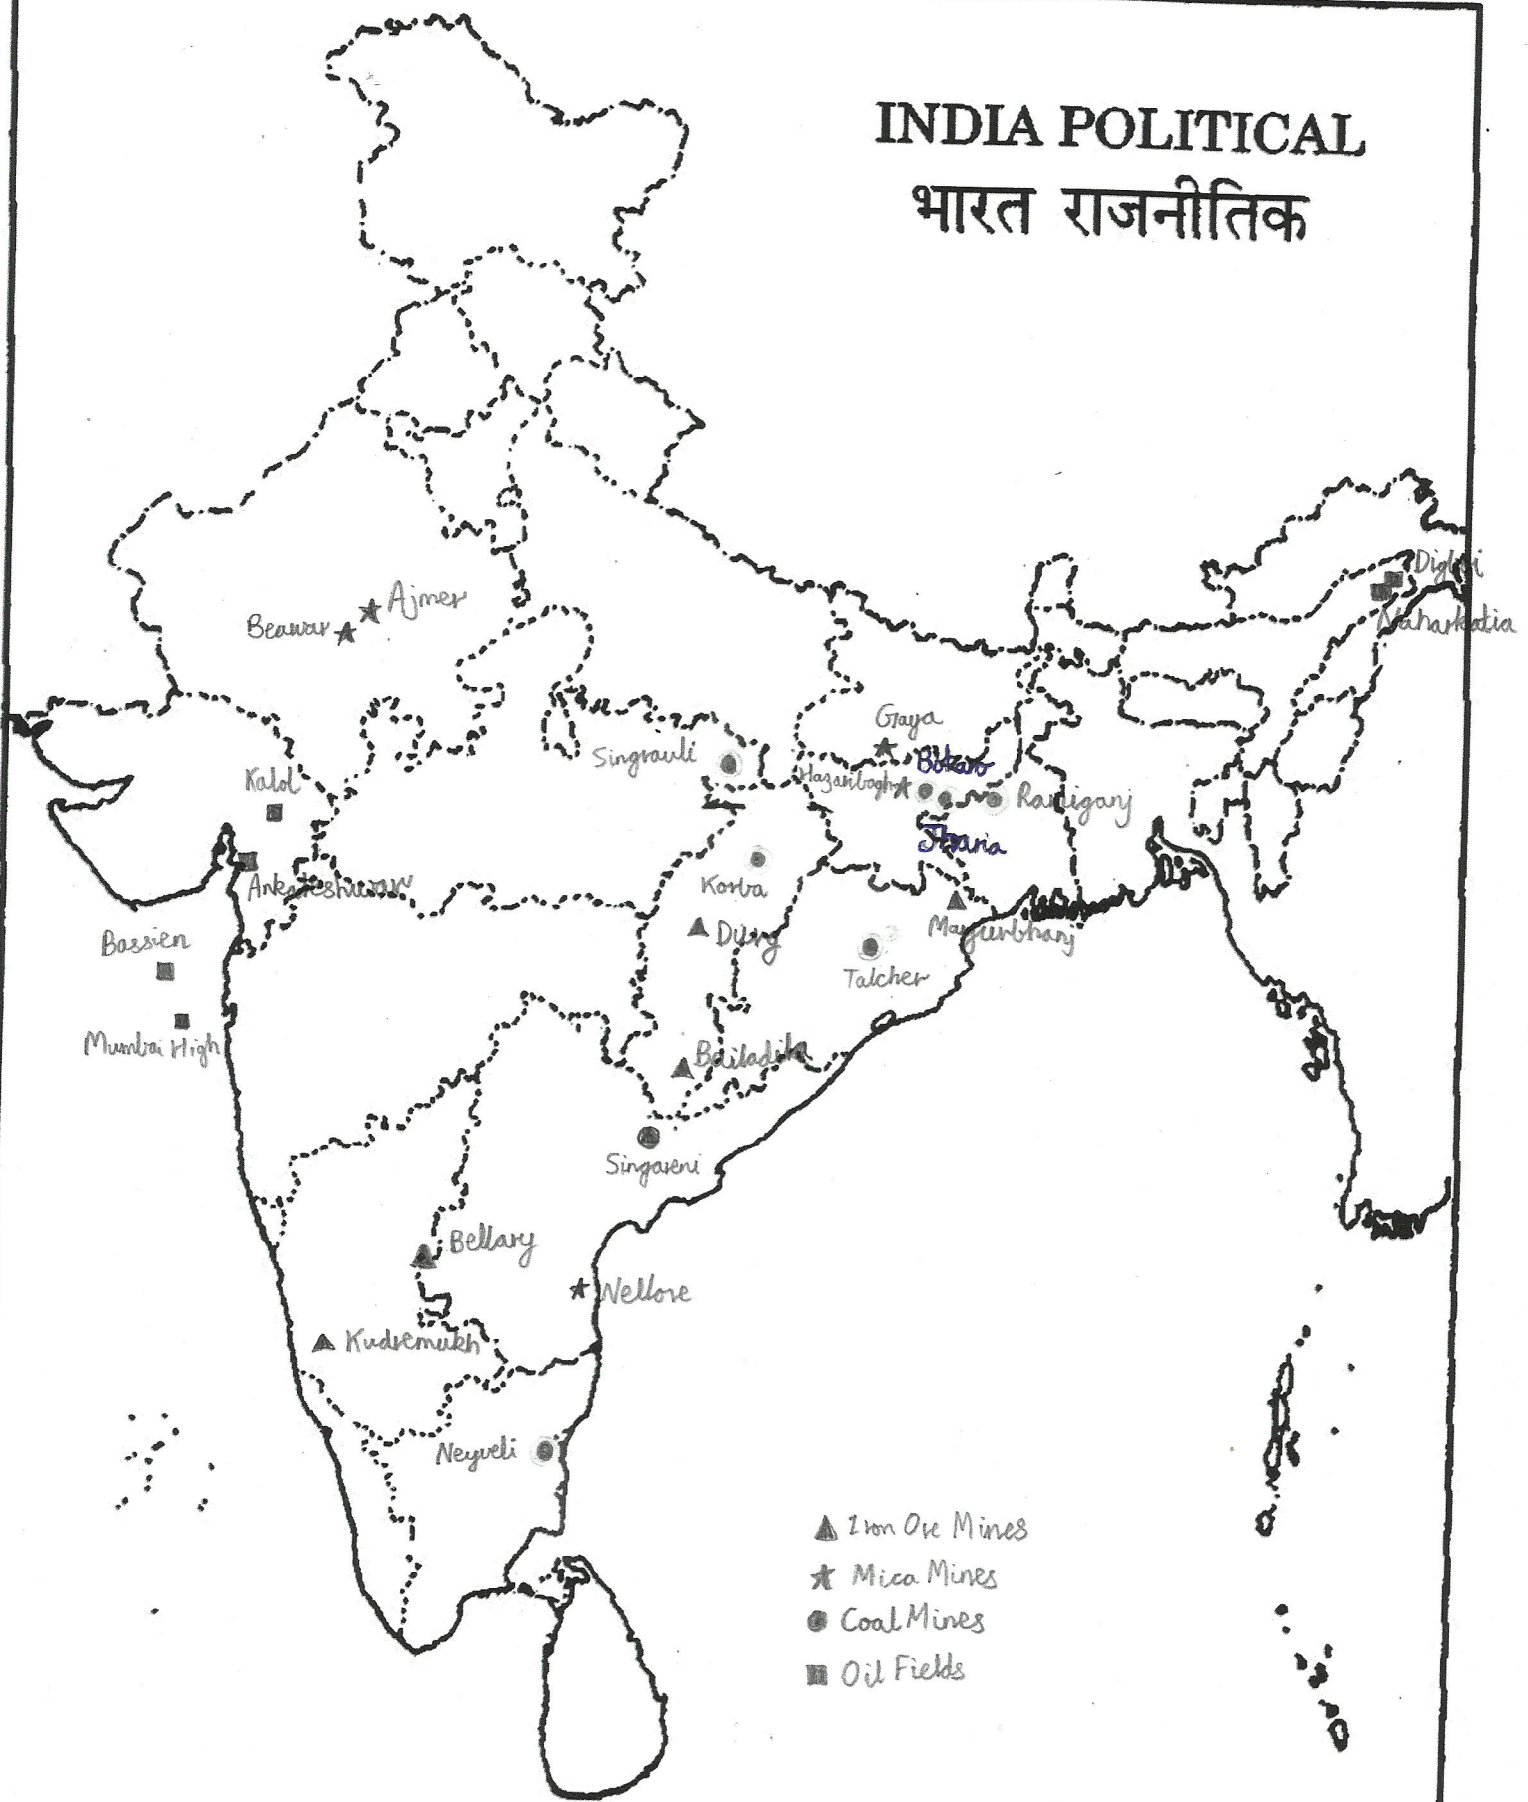 INDIA POLITICAL
भारत राजनीतिक
Digboi
Naharkatia
Ajmer
Beawar
Gaya
Singrauli
Bokaro
Hazaribagh
Raniganj
Kalol
Jharia
Korba
Ankaleshwar
Mayurbhanj
Durg
Bassien
Talcher
Mumbai High
Bailadila
Singareni
Bellary
Nellore
Kudremukh
Neyveli
Iron Ore Mines
Mica Mines
Coal Mines
Oil Fields